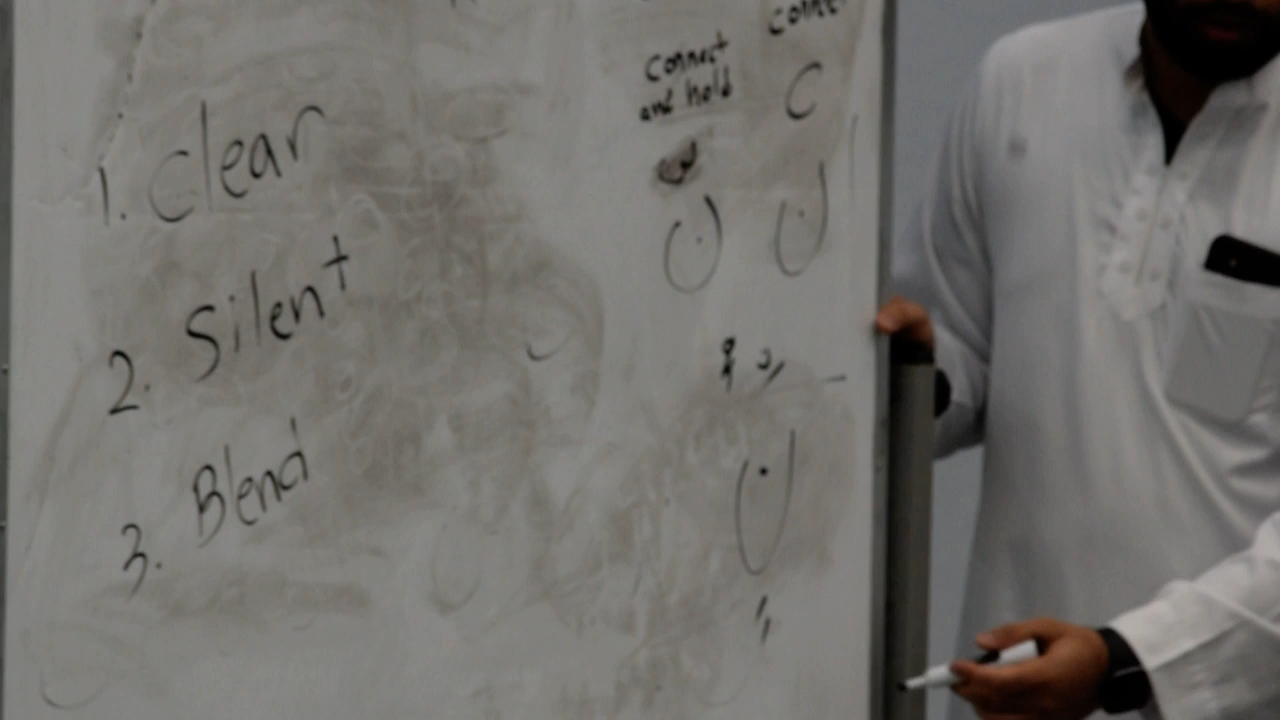 1. Clear
2. Silent
3. Blend
connect
and hold
C
ن ن
ن